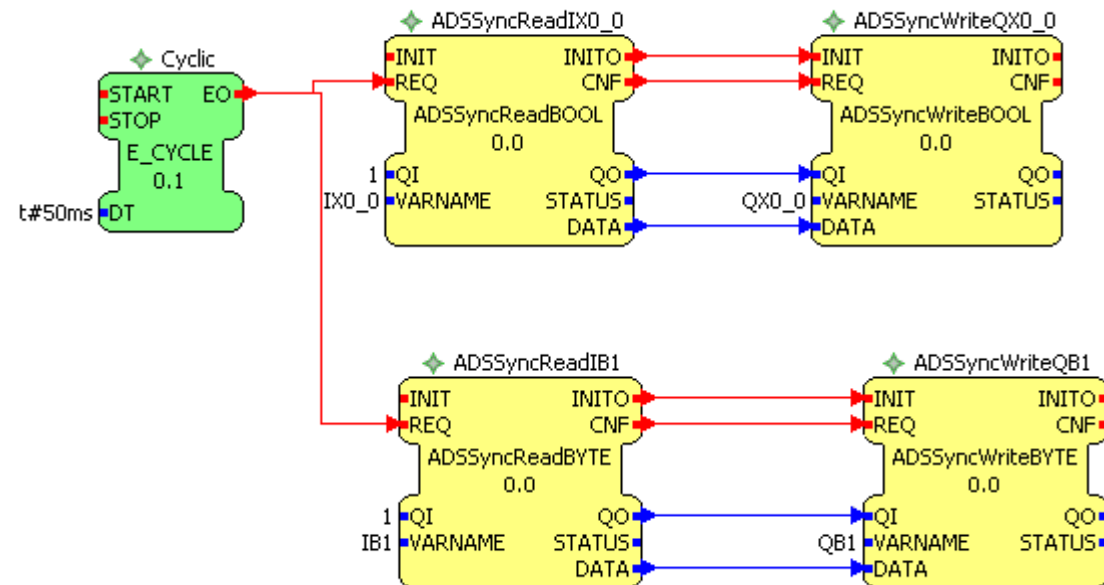 Cyclic
START EO
STOP
E_CYCLE
0.1
t#50ms DT
ADSSyncReadIX0_0
INIT INITO
REQ CNF
ADSSyncReadBOOL
0.0
1 QI QO
IX0_0 VARNAME STATUS
DATA
ADSSyncWriteQX0_0
INIT INITO
REQ CNF
ADSSyncWriteBOOL
0.0
QI QO
QX0_0 VARNAME STATUS
DATA
ADSSyncReadIB1
INIT INITO
REQ CNF
ADSSyncReadBYTE
0.0
1 QI QO
IB1 VARNAME STATUS
DATA
ADSSyncWriteQB1
INIT INITO
REQ CNF
ADSSyncWriteBYTE
0.0
QI QO
QB1 VARNAME STATUS
DATA